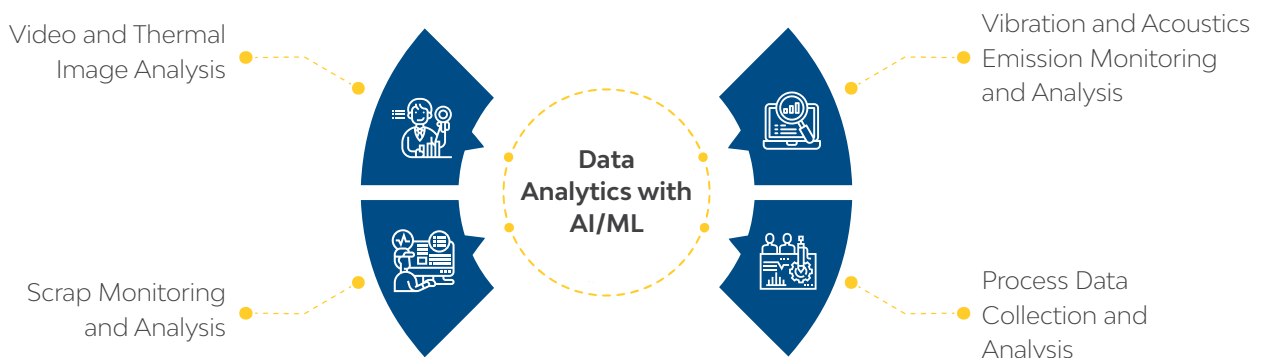 Video and Thermal
Image Analysis
Vibration and Acoustics
Emission Monitoring
and Analysis
Data
Analytics with
AI/ML
Scrap Monitoring
and Analysis
Process Data
Collection and
Analysis